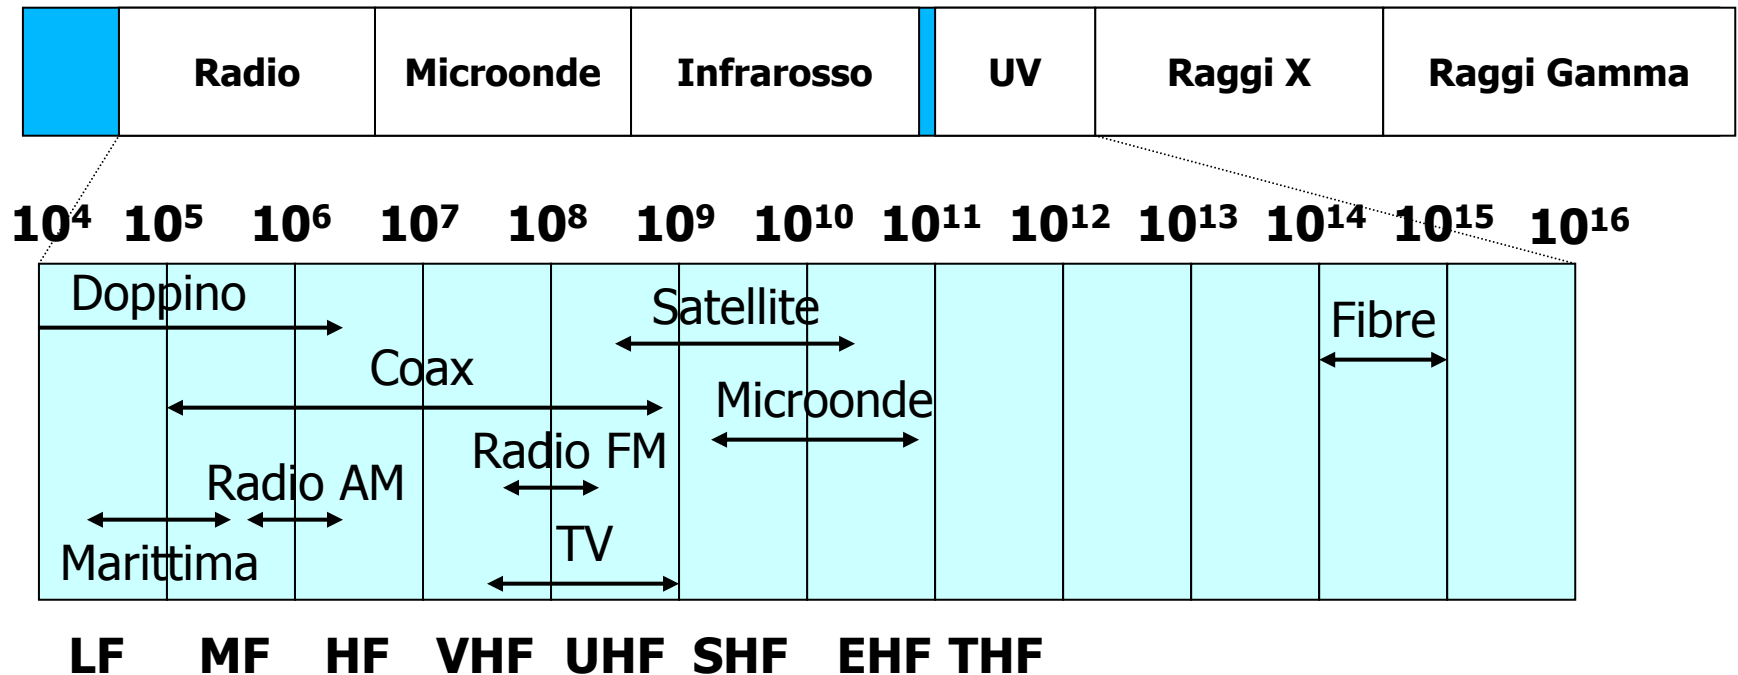 Radio Microonde Infrarosso UV Raggi X Raggi Gamma
10⁴ 10⁵ 10⁶ 10⁷ 10⁸ 10⁹ 10¹⁰ 10¹¹ 10¹² 10¹³ 10¹⁴ 10¹⁵ 10¹⁶
Doppino
Satellite
Fibre
Coax
Microonde
Radio FM
Radio AM
TV
Marittima
LF MF HF VHF UHF SHF EHF THF